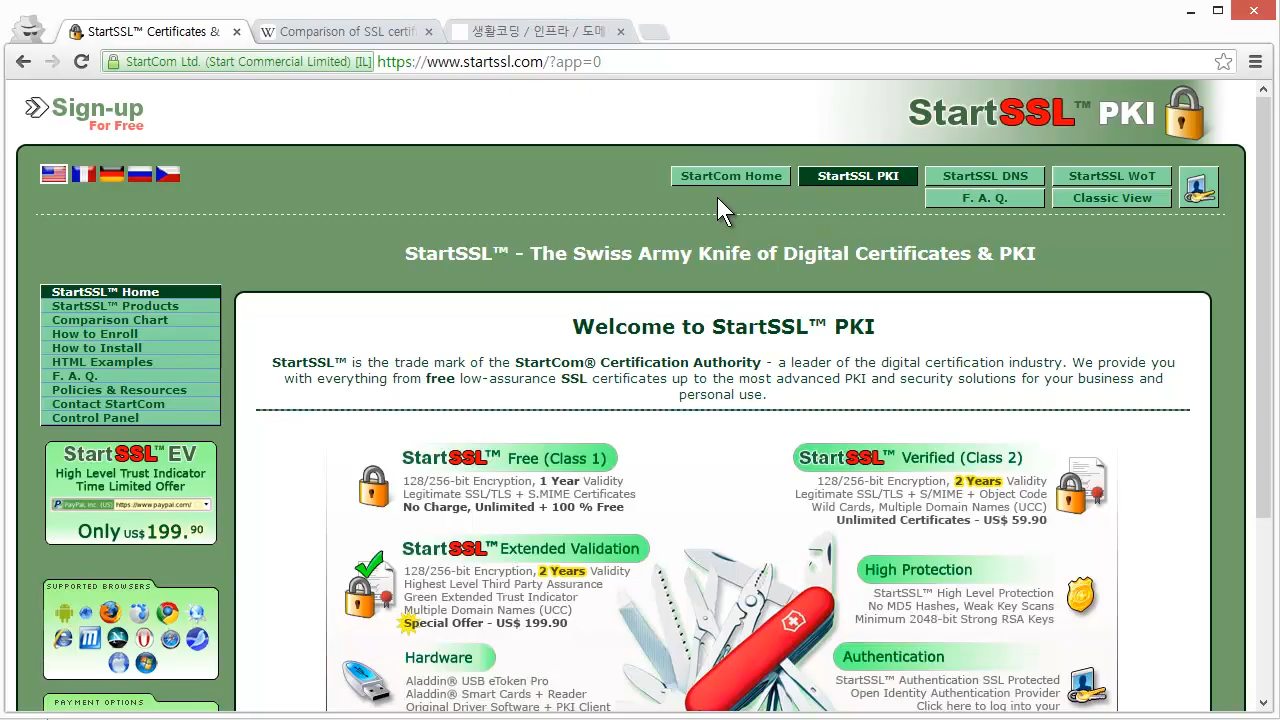 StartSSL™ Certificates &
Comparison of SSL certif
생활코딩 / 인프라 / 도메
StartCom Ltd. (Start Commercial Limited) [IL]
https://www.startssl.com/?app=0
Sign-up
For Free
StartSSL™ PKI
StartCom Home
StartSSL PKI
StartSSL DNS
StartSSL WoT
F. A. Q.
Classic View
StartSSL™ - The Swiss Army Knife of Digital Certificates & PKI
StartSSL™ Home
StartSSL™ Products
Comparison Chart
How to Enroll
How to Install
HTML Examples
F. A. Q.
Policies & Resources
Contact StartCom
Control Panel
StartSSL™ EV
High Level Trust Indicator
Time Limited Offer
https://www.paypal.com/
Only US$ 199.90
SUPPORTED BROWSERS
PAYMENT OPTIONS
Welcome to StartSSL™ PKI
StartSSL™ is the trade mark of the StartCom® Certification Authority - a leader of the digital certification industry. We provide you
with everything from free low-assurance SSL certificates up to the most advanced PKI and security solutions for your business and
personal use.
StartSSL™ Free (Class 1)
128/256-bit Encryption, 1 Year Validity
Legitimate SSL/TLS + S.MIME Certificates
No Charge, Unlimited + 100 % Free
StartSSL™ Verified (Class 2)
128/256-bit Encryption, 2 Years Validity
Legitimate SSL/TLS + S/MIME + Object Code
Wild Cards, Multiple Domain Names (UCC)
Unlimited Certificates - US$ 59.90
StartSSL™ Extended Validation
128/256-bit Encryption, 2 Years Validity
Highest Level Third Party Assurance
Green Extended Trust Indicator
Multiple Domain Names (UCC)
Special Offer - US$ 199.90
High Protection
StartSSL™ High Level Protection
No MD5 Hashes, Weak Key Scans
Minimum 2048-bit Strong RSA Keys
Hardware
Aladdin® USB eToken Pro
Aladdin® Smart Cards + Reader
Original Driver Software + PKI Client
Authentication
StartSSL™ Authentication SSL Protected
Open Identity Authentication Provider
Click here to log into your